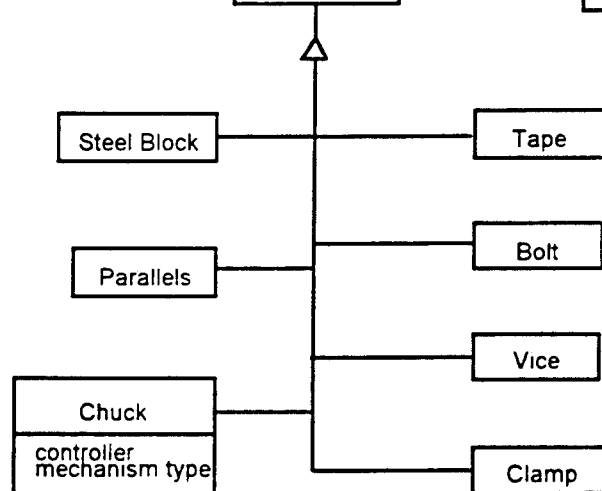 Steel Block
Tape
Parallels
Bolt
Vice
Chuck
controller
mechanism type
Clamp